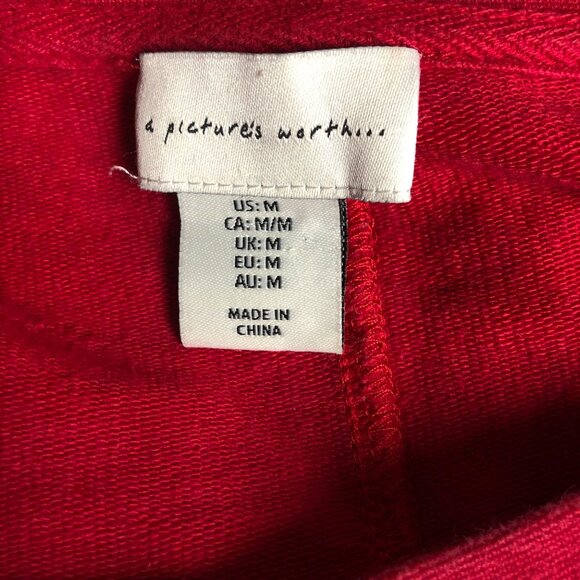 a picture's worth...
US: M
CA: M/M
UK: M
EU: M
AU: M
MADE IN
CHINA